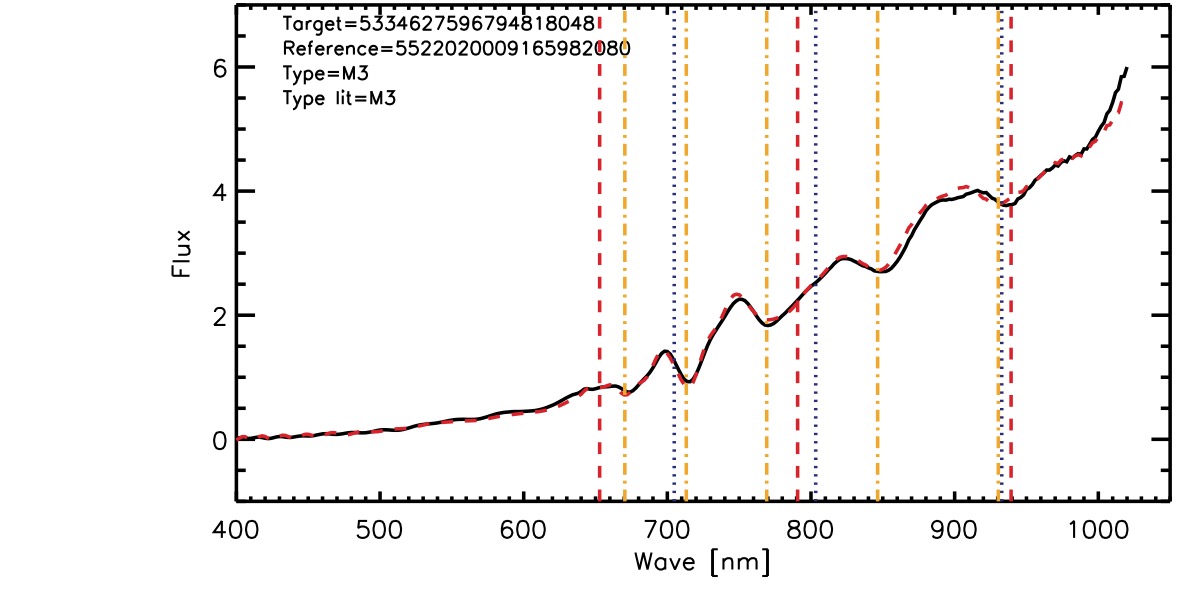 Target=5334627596794818048
Reference=5522020009165982080
Type=M3
Type lit=M3
6
4
2
0
Flux
400 500 600 700 800 900 1000
Wave [nm]